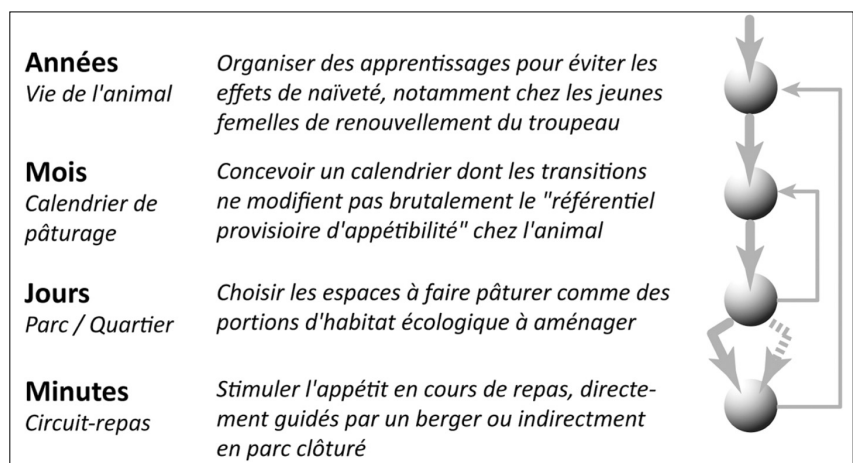 Années
Vie de l'animal
Organiser des apprentissages pour éviter les
effets de naïveté, notamment chez les jeunes
femelles de renouvellement du troupeau
Mois
Calendrier de
pâturage
Concevoir un calendrier dont les transitions
ne modifient pas brutalement le "référentiel
provisioire d'appétibilité" chez l'animal
Jours
Parc / Quartier
Choisir les espaces à faire pâturer comme des
portions d'habitat écologique à aménager
Minutes
Circuit-repas
Stimuler l'appétit en cours de repas, directe-
ment guidés par un berger ou indirectment
en parc clôturé